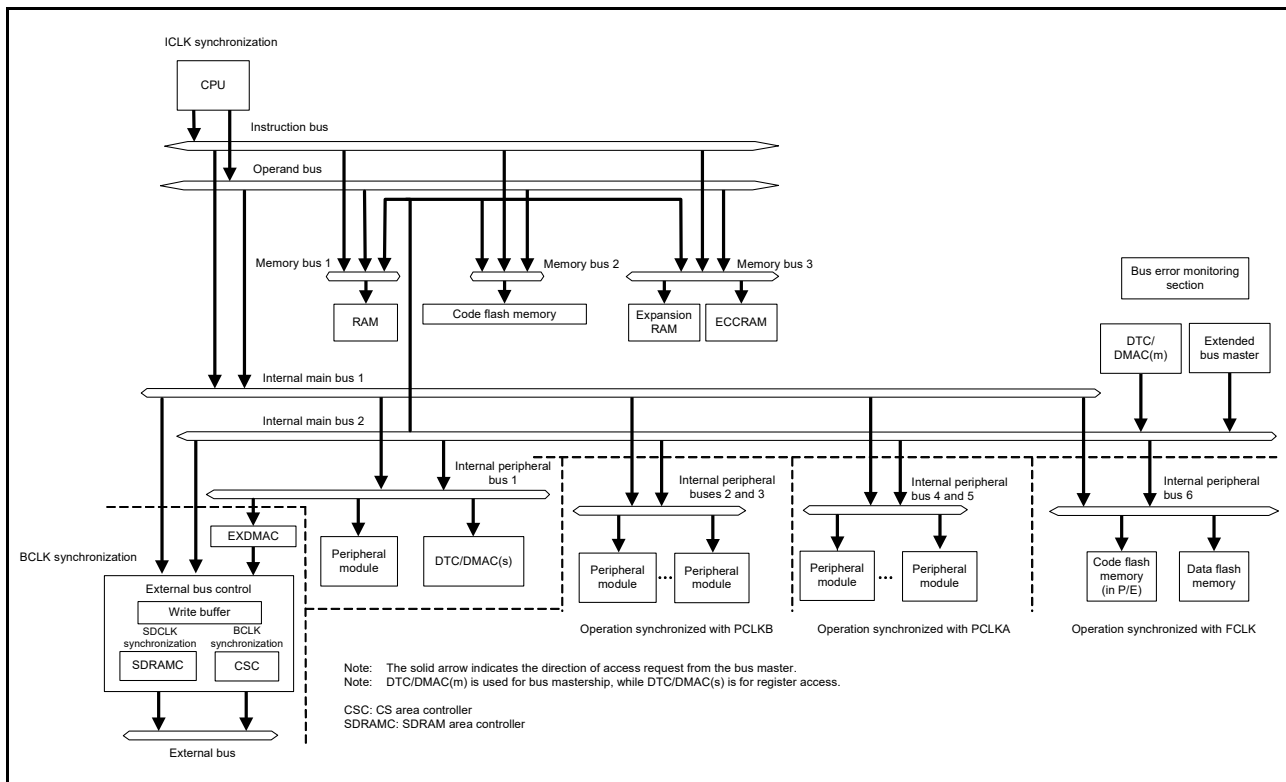 ICLK synchronization
CPU
Instruction bus
Operand bus
Memory bus 1
Memory bus 2
Memory bus 3
Bus error monitoring
section
RAM
Code flash memory
Expansion
RAM
ECCRAM
DTC/
DMAC(m)
Extended
bus master
Internal main bus 1
Internal main bus 2
Internal peripheral
bus 1
Internal peripheral
buses 2 and 3
Internal peripheral
bus 4 and 5
Internal peripheral
bus 6
BCLK synchronization
EXDMAC
Peripheral
module
DTC/DMAC(s)
Peripheral
module
...
Peripheral
module
Peripheral
module
...
Peripheral
module
Code flash
memory
(in P/E)
Data flash
memory
External bus control
Write buffer
SDCLK
synchronization
BCLK
synchronization
SDRAMC
CSC
Operation synchronized with PCLKB
Operation synchronized with PCLKA
Operation synchronized with FCLK
Note: The solid arrow indicates the direction of access request from the bus master.
Note: DTC/DMAC(m) is used for bus mastership, while DTC/DMAC(s) is for register access.
CSC: CS area controller
SDRAMC: SDRAM area controller
External bus